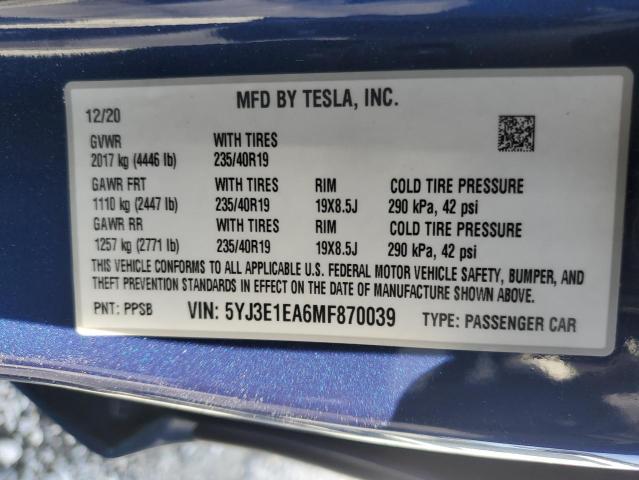 MFD BY TESLA, INC.
12/20
GVWR WITH TIRES
2017 kg (4446 lb) 235/40R19
GAWR FRT WITH TIRES RIM COLD TIRE PRESSURE
1110 kg (2447 lb) 235/40R19 19X8.5J 290 kPa, 42 psi
GAWR RR WITH TIRES RIM COLD TIRE PRESSURE
1257 kg (2771 lb) 235/40R19 19X8.5J 290 kPa, 42 psi
THIS VEHICLE CONFORMS TO ALL APPLICABLE U.S. FEDERAL MOTOR VEHICLE SAFETY, BUMPER, AND
THEFT PREVENTION STANDARDS IN EFFECT ON THE DATE OF MANUFACTURE SHOWN ABOVE.
PNT: PPSB VIN: 5YJ3E1EA6MF870039 TYPE: PASSENGER CAR